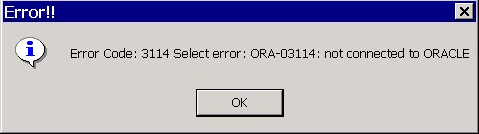 Error!!
Error Code: 3114 Select error: ORA-03114: not connected to ORACLE
OK